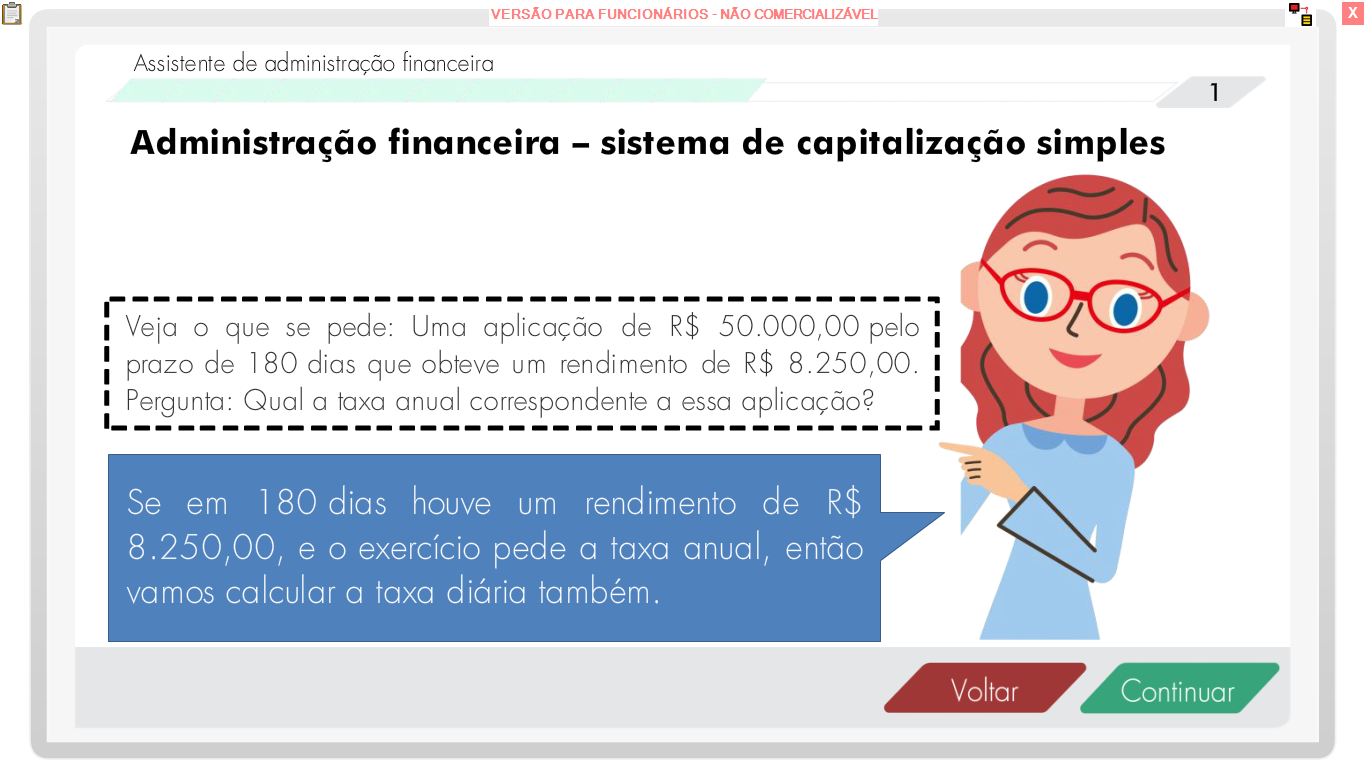 VERSÃO PARA FUNCIONÁRIOS - NÃO COMERCIALIZÁVEL
X
Assistente de administração financeira
1
Administração financeira – sistema de capitalização simples
Veja o que se pede: Uma aplicação de R$ 50.000,00 pelo
prazo de 180 dias que obteve um rendimento de R$ 8.250,00.
Pergunta: Qual a taxa anual correspondente a essa aplicação?
Se em 180 dias houve um rendimento de R$
8.250,00, e o exercício pede a taxa anual, então
vamos calcular a taxa diária também.
Voltar
Continuar